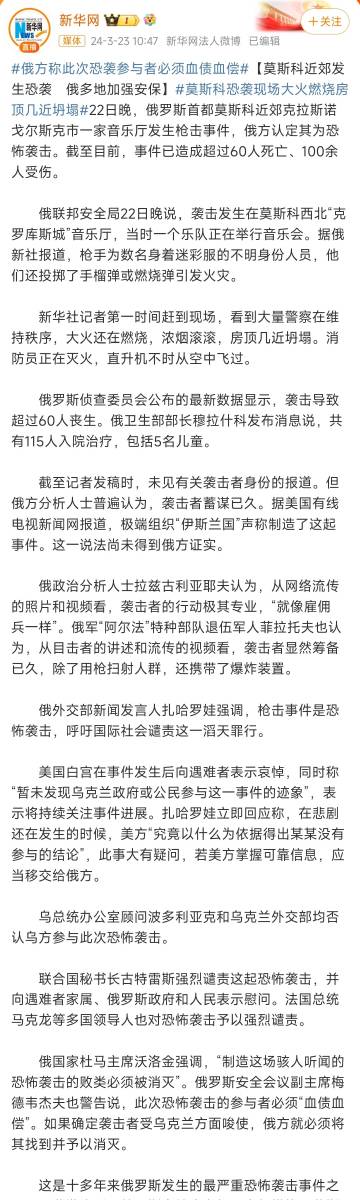 新华网
1
+关注
新华网
NEws
直播
媒体 24-3-23 10:47 新华网法人微博 已编辑
#俄方称此次恐袭参与者必须血债血偿#【莫斯科近郊发
生恐袭 俄多地加强安保】#莫斯科恐袭现场大火燃烧房
顶几近坍塌#22日晚，俄罗斯首都莫斯科近郊克拉斯诺
戈尔斯克市一家音乐厅发生枪击事件，俄方认定其为恐
怖袭击。截至目前，事件已造成超过60人死亡、100余
人受伤。
俄联邦安全局22日晚说，袭击发生在莫斯科西北“克
罗库斯城”音乐厅，当时一个乐队正在举行音乐会。据俄
新社报道，枪手为数名身着迷彩服的不明身份人员，他
们还投掷了手榴弹或燃烧弹引发火灾。
新华社记者第一时间赶到现场，看到大量警察在维
持秩序，大火还在燃烧，浓烟滚滚，房顶几近坍塌。消
防员正在灭火，直升机不时从空中飞过。
俄罗斯侦查委员会公布的最新数据显示，袭击导致
超过60人丧生。俄卫生部部长穆拉什科发布消息说，共
有115人入院治疗，包括5名儿童。
截至记者发稿时，未见有关袭击者身份的报道。但
俄方分析人士普遍认为，袭击者蓄谋已久。据美国有线
电视新闻网报道，极端组织“伊斯兰国”声称制造了这起
事件。这一说法尚未得到俄方证实。
俄政治分析人士拉兹古利亚耶夫认为，从网络流传
的照片和视频看，袭击者的行动极其专业，“就像雇佣
兵一样”。俄军“阿尔法”特种部队退伍军人菲拉托夫也认
为，从目击者的讲述和流传的视频看，袭击者显然筹备
已久，除了用枪扫射人群，还携带了爆炸装置。
俄外交部新闻发言人扎哈罗娃强调，枪击事件是恐
怖袭击，呼吁国际社会谴责这一滔天罪行。
美国白宫在事件发生后向遇难者表示哀悼，同时称
“暂未发现乌克兰政府或公民参与这一事件的迹象”，表
示将持续关注事件进展。扎哈罗娃立即回应称，在悲剧
还在发生的时候，美方“究竟以什么为依据得出某某没有
参与的结论”，此事大有疑问，若美方掌握可靠信息，应
当移交给俄方。
乌总统办公室顾问波多利亚克和乌克兰外交部均否
认乌方参与此次恐怖袭击。
联合国秘书长古特雷斯强烈谴责这起恐怖袭击，并
向遇难者家属、俄罗斯政府和人民表示慰问。法国总统
马克龙等多国领导人也对恐怖袭击予以强烈谴责。
俄国家杜马主席沃洛金强调，“制造这场骇人听闻的
恐怖袭击的败类必须被消灭”。俄罗斯安全会议副主席梅
德韦杰夫也警告说，此次恐怖袭击的参与者必须“血债血
偿”。如果确定袭击者受乌克兰方面唆使，俄方就必须将
其找到并予以消灭。
这是十多年来俄罗斯发生的最严重恐怖袭击事件之